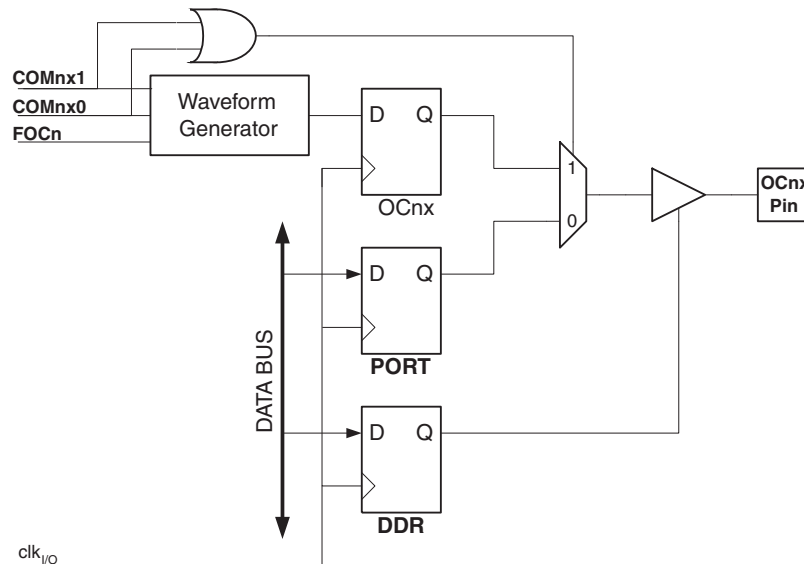 COMnx1
COMnx0
FOCn
Waveform
Generator
D Q
OCnx
1
0
OCnx
Pin
D Q
PORT
DATA BUS
D Q
DDR
clkI/O